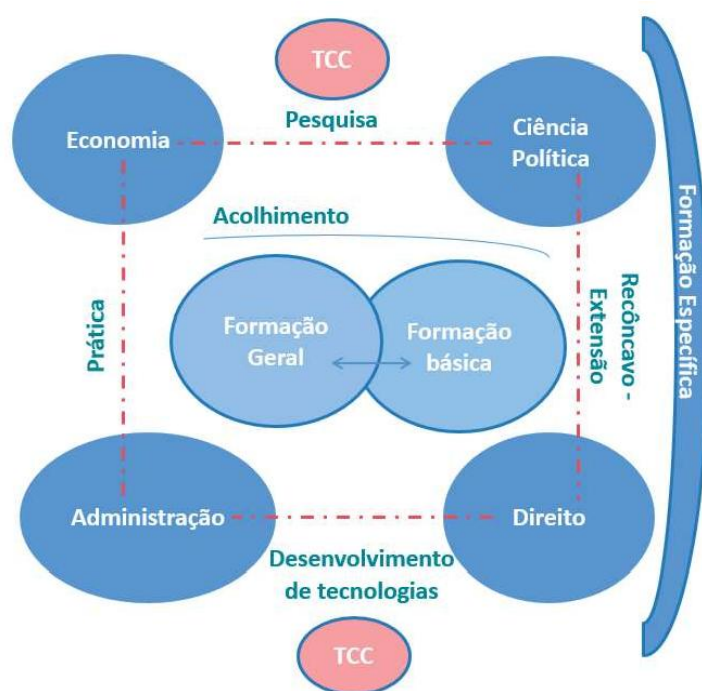 TCC
Pesquisa
Economia
Ciência
Política
Acolhimento
Formação
Geral
Formação
básica
Prática
Recôncavo -
Extensão
Formação Específica
Administração
Direito
Desenvolvimento
de tecnologias
TCC